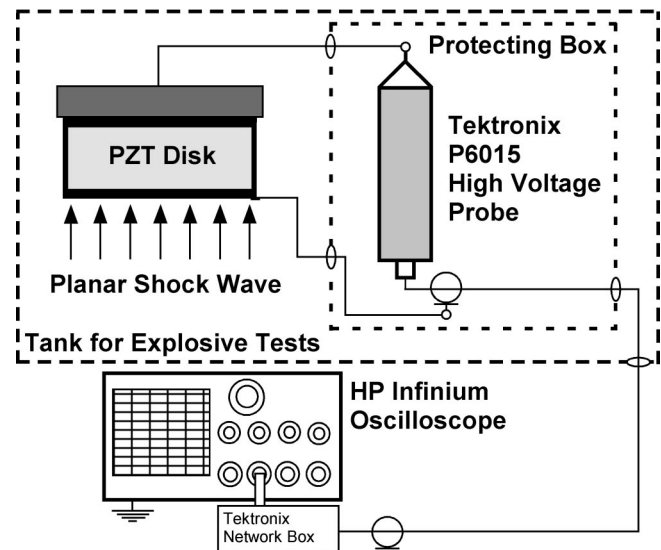 Protecting Box
PZT Disk
Tektronix
P6015
High Voltage
Probe
Planar Shock Wave
Tank for Explosive Tests
HP Infinium
Oscilloscope
Tektronix
Network Box